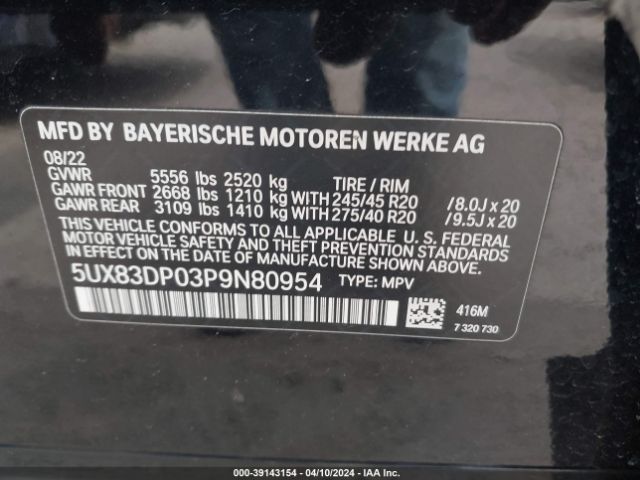 MFD BY BAYERISCHE MOTOREN WERKE AG
08/22
GVWR 5556 lbs 2520 kg TIRE / RIM
GAWR FRONT 2668 lbs 1210 kg WITH 245/45 R20 /8.0J x 20
GAWR REAR 3109 lbs 1410 kg WITH 275/40 R20 /9.5J x 20
THIS VEHICLE CONFORMS TO ALL APPLICABLE U.S. FEDERAL
MOTOR VEHICLE SAFETY AND THEFT PREVENTION STANDARDS
IN EFFECT ON THE DATE OF MANUFACTURE SHOWN ABOVE.
5UX83DP03P9N80954 TYPE: MPV
416M
7 320 730
000-39143154 - 04/10/2024 - IAA Inc.